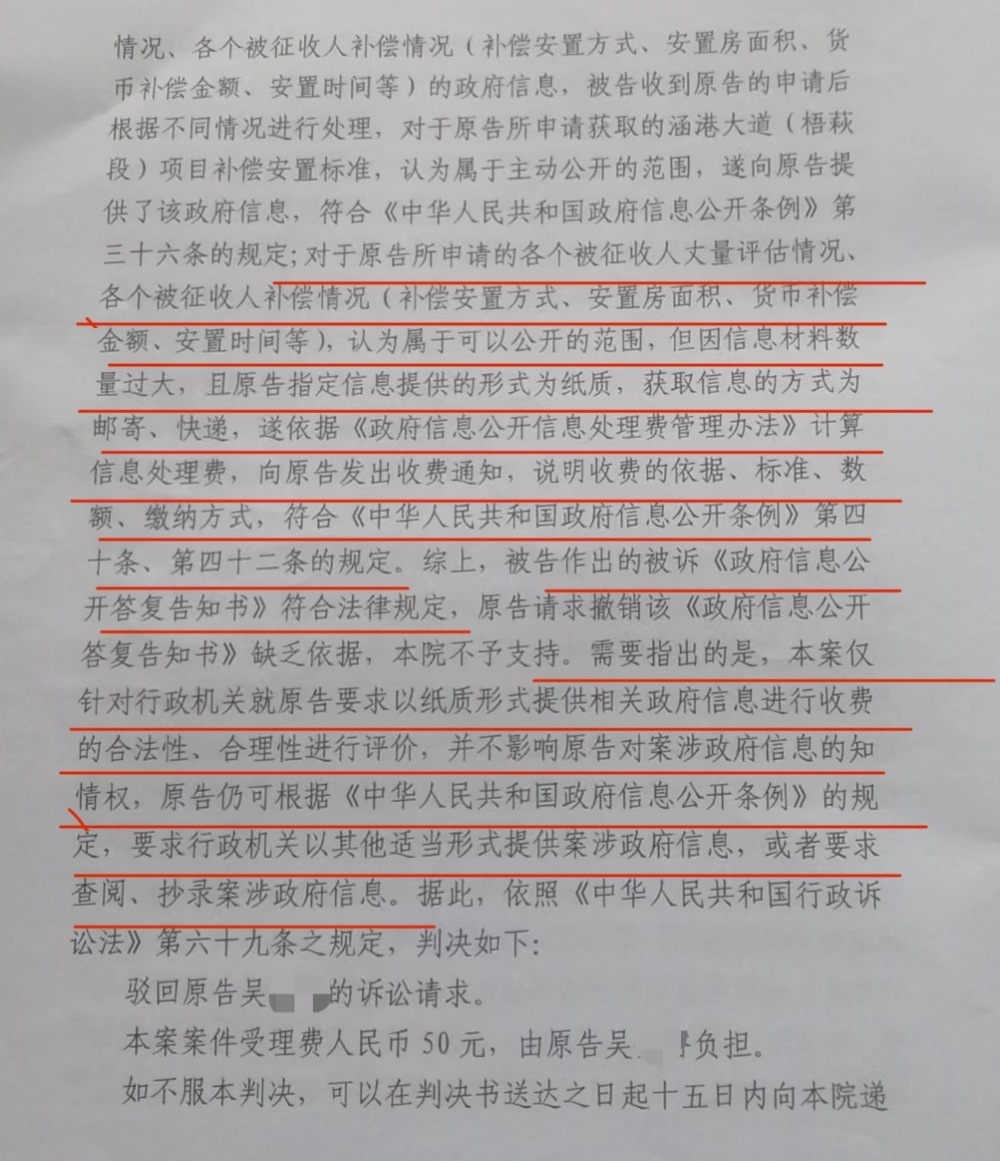 情况、各个被征收人补偿情况（补偿安置方式、安置房面积、货
币补偿金额、安置时间等）的政府信息，被告收到原告的申请后
根据不同情况进行处理，对于原告所申请获取的涵港大道（梧萩
段）项目补偿安置标准，认为属于主动公开的范围，遂向原告提
供了该政府信息，符合《中华人民共和国政府信息公开条例》第
三十六条的规定；对于原告所申请的各个被征收人丈量评估情况、
各个被征收人补偿情况（补偿安置方式、安置房面积、货币补偿
金额、安置时间等），认为属于可以公开的范围，但因信息材料数
量过大，且原告指定信息提供的形式为纸质，获取信息的方式为
邮寄、快递，遂依据《政府信息公开信息处理费管理办法》计算
信息处理费，向原告发出收费通知，说明收费的依据、标准、数
额、缴纳方式，符合《中华人民共和国政府信息公开条例》第四
十条、第四十二条的规定。综上，被告作出的被诉《政府信息公
开答复告知书》符合法律规定，原告请求撤销该《政府信息公开
答复告知书》缺乏依据，本院不予支持。需要指出的是，本案仅
针对行政机关就原告要求以纸质形式提供相关政府信息进行收费
的合法性、合理性进行评价，并不影响原告对案涉政府信息的知
情权，原告仍可根据《中华人民共和国政府信息公开条例》的规
定，要求行政机关以其他适当形式提供案涉政府信息，或者要求
查阅、抄录案涉政府信息。据此，依照《中华人民共和国行政诉
讼法》第六十九条之规定，判决如下：
驳回原告吴的诉讼请求。
本案案件受理费人民币50元，由原告吴负担。
如不服本判决，可以在判决书送达之日起十五日内向本院递